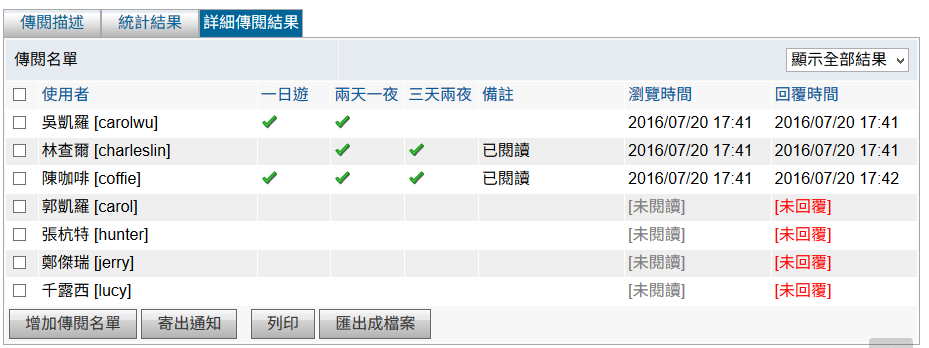 傳閱描述 統計結果 詳細傳閱結果
傳閱名單 顯示全部結果
使用者 一日遊 兩天一夜 三天兩夜 備註 瀏覽時間 回覆時間
吳凱羅 [carolwu] 2016/07/20 17:41 2016/07/20 17:41
林查爾 [charleslin] 已閱讀 2016/07/20 17:41 2016/07/20 17:41
陳咖啡 [coffie] 已閱讀 2016/07/20 17:41 2016/07/20 17:42
郭凱羅 [carol] [未閱讀] [未回覆]
張杭特 [hunter] [未閱讀] [未回覆]
鄭傑瑞 [jerry] [未閱讀] [未回覆]
千露西 [lucy] [未閱讀] [未回覆]
增加傳閱名單 寄出通知 列印 匯出成檔案